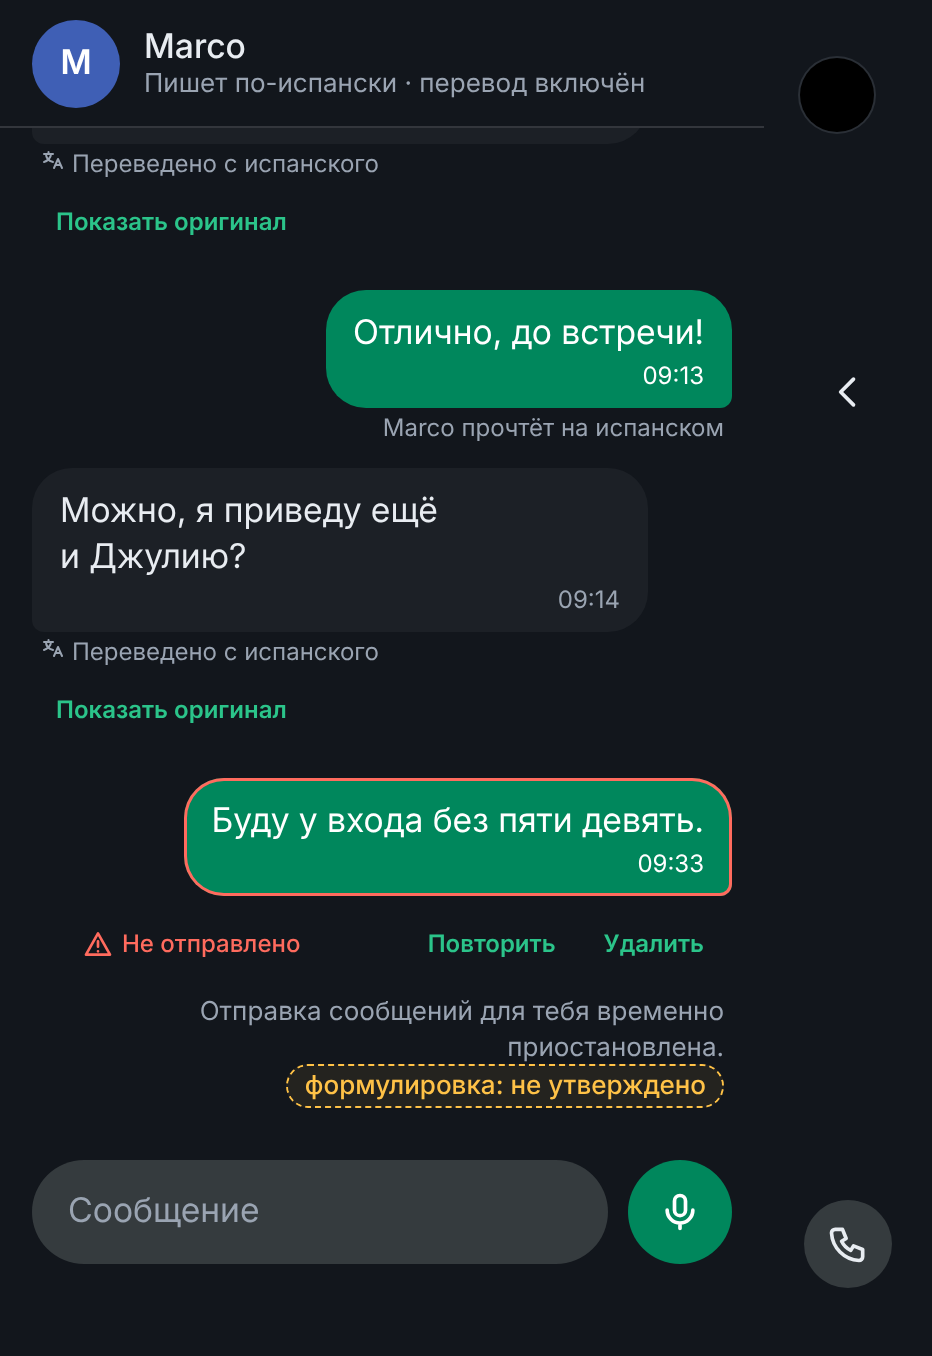 M
Marco
Пишет по-испански · перевод включён
Переведено с испанского
Показать оригинал
Отлично, до встречи!
09:13
Marco прочтёт на испанском
Можно, я приведу ещё
и Джулию?
09:14
Переведено с испанского
Показать оригинал
Буду у входа без пяти девять.
09:33
Не отправлено Повторить Удалить
Отправка сообщений для тебя временно
приостановлена.
формулировка: не утверждено
Сообщение